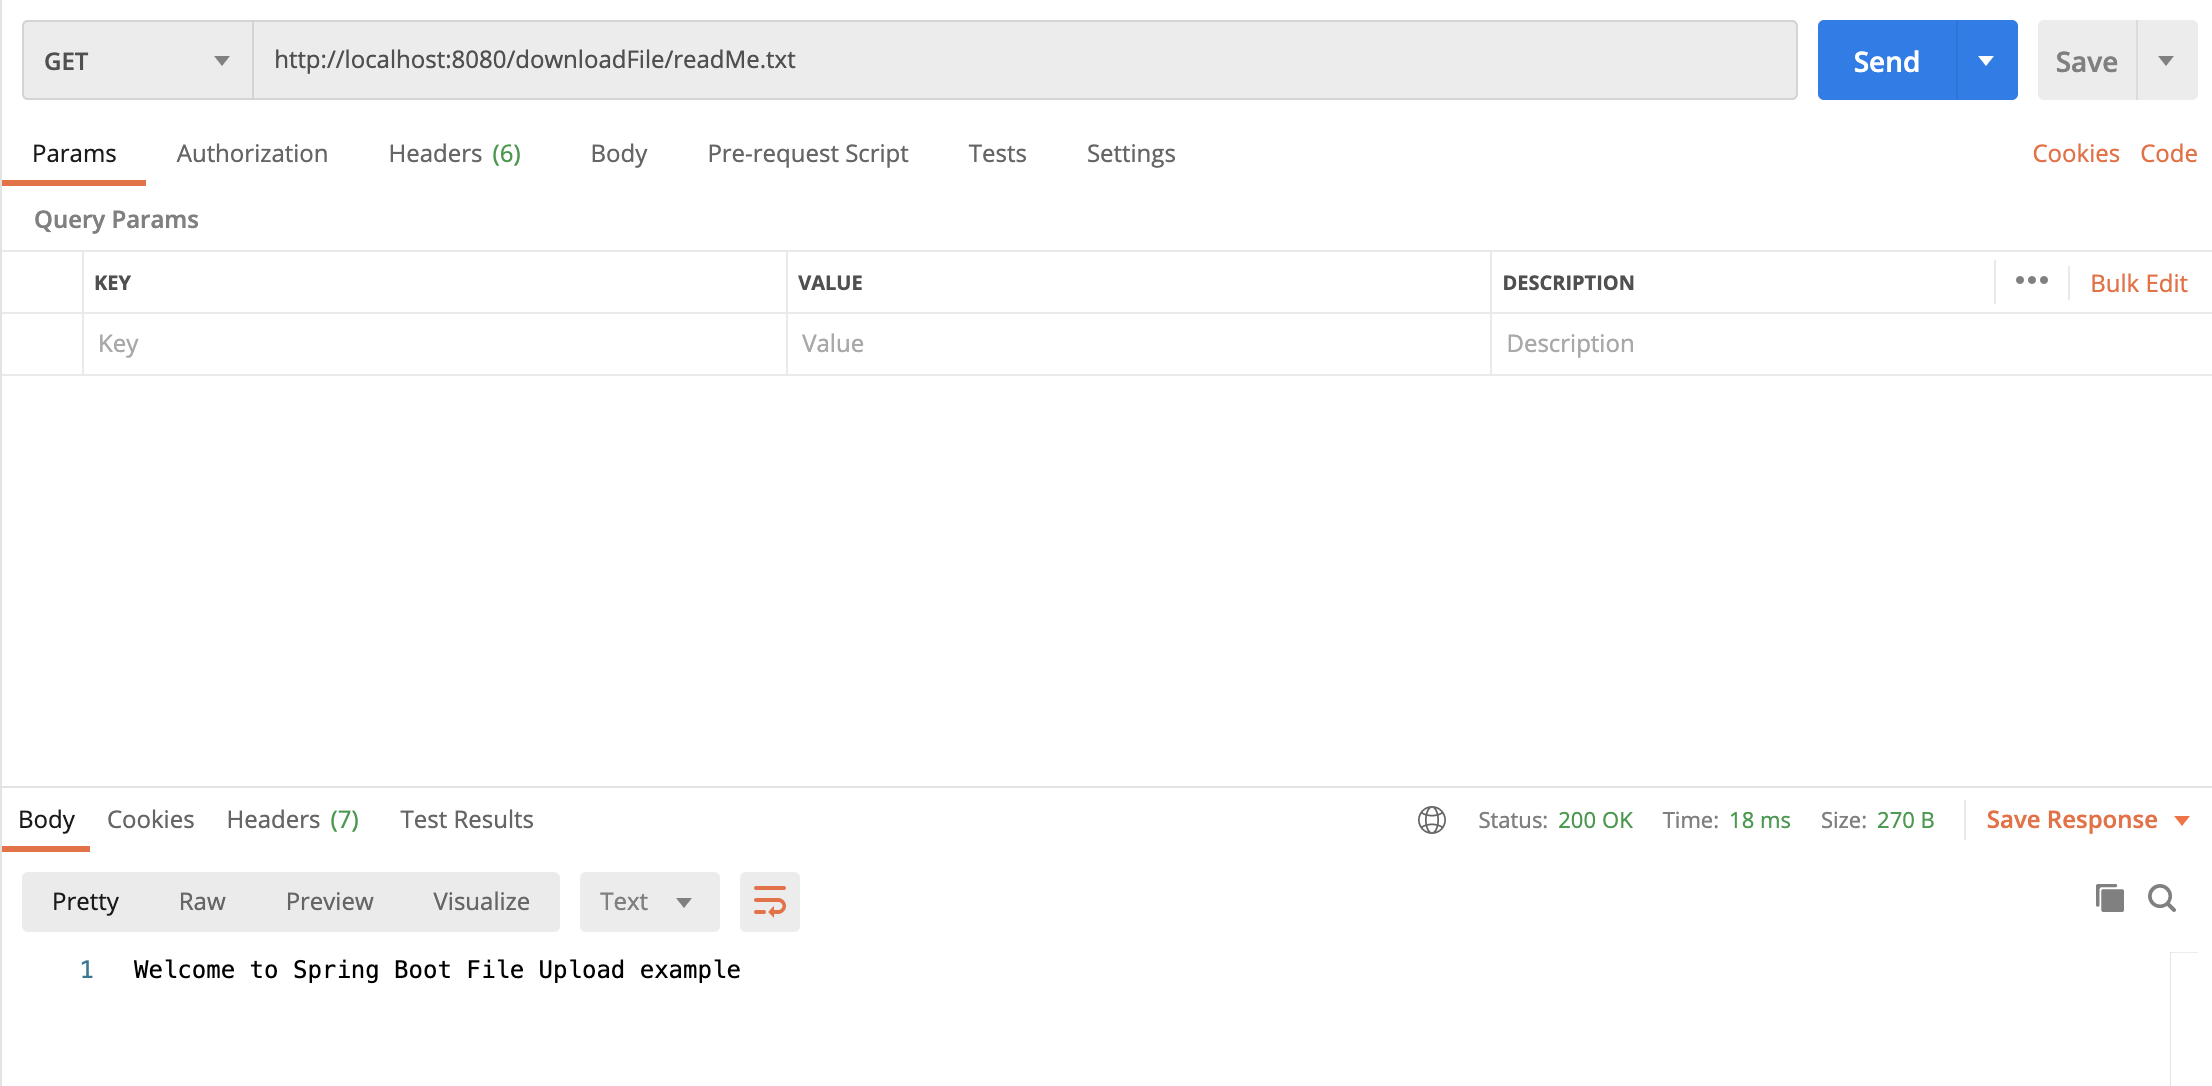 GET http://localhost:8080/downloadFile/readMe.txt Send Save
Params Authorization Headers (6) Body Pre-request Script Tests Settings Cookies Code
Query Params
KEY VALUE DESCRIPTION Bulk Edit
Key Value Description
Body Cookies Headers (7) Test Results Status: 200 OK Time: 18 ms Size: 270 B Save Response
Pretty Raw Preview Visualize Text
1 Welcome to Spring Boot File Upload example